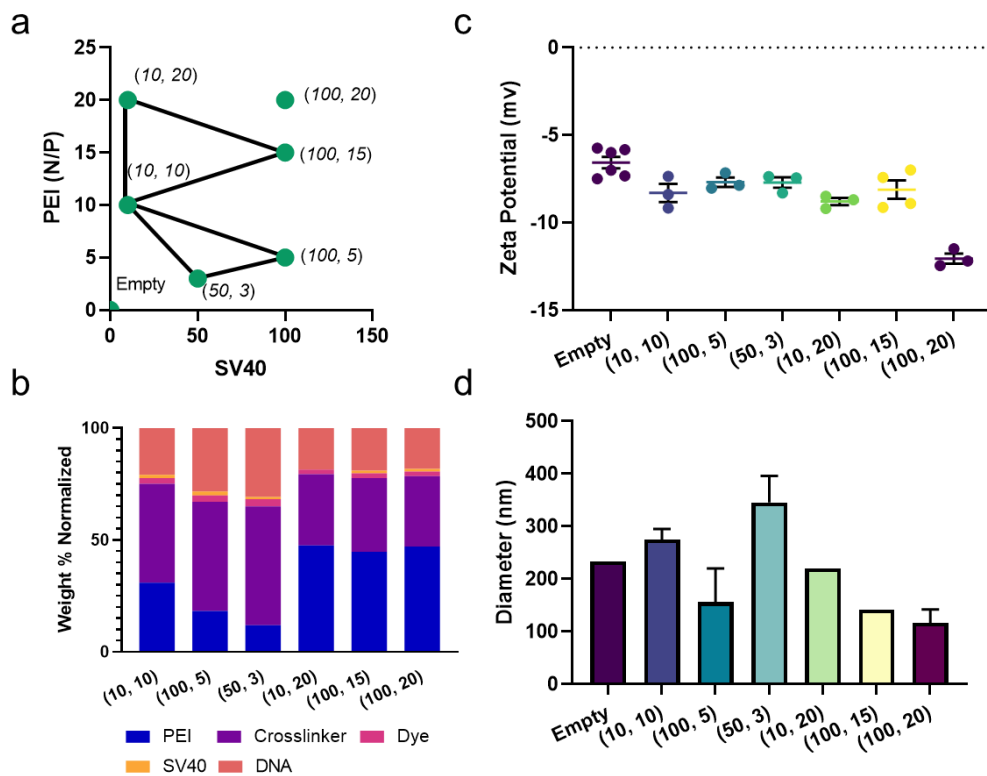 a
25
20
15
10
5
0
PEI (N/P)
(10, 20)
(100, 20)
(100, 15)
(10, 10)
(100, 5)
(50, 3)
Empty
0
50
100
150
SV40
b
100
50
0
Weight % Normalized
(10, 10)
(100, 5)
(50, 3)
(10, 20)
(100, 15)
(100, 20)
PEI
Crosslinker
Dye
SV40
DNA
c
0
-5
-10
-15
Zeta Potential (mv)
Empty
(10, 10)
(100, 5)
(50, 3)
(10, 20)
(100, 15)
(100, 20)
d
500
400
300
200
100
0
Diameter (nm)
Empty
(10, 10)
(100, 5)
(50, 3)
(10, 20)
(100, 15)
(100, 20)